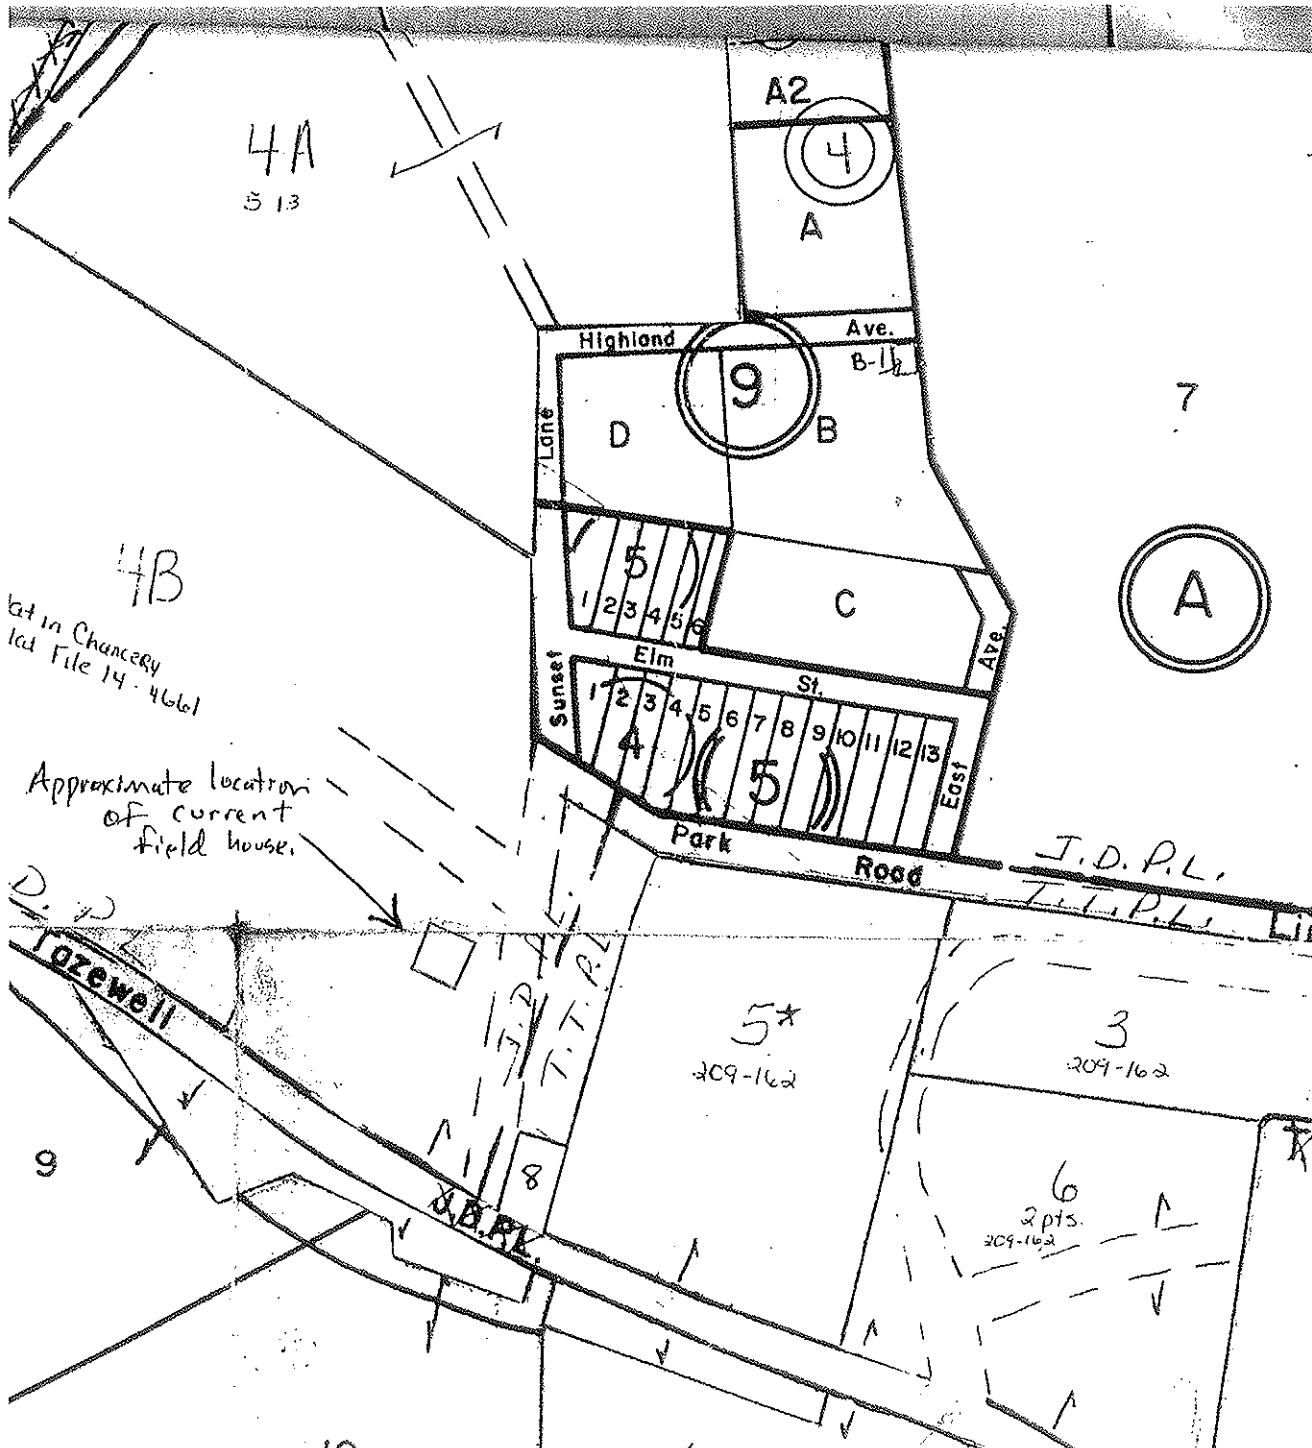 A2
4
4A
5 13
A
Highland Ave.
B-1
9
7
D
B
Lane
4B
5
1 2 3 4 5 6
C
A
in Chancery
File 14-4661
Elm St.
Ave.
Sunset
1 2 3 4 5 6 7 8 9 10 11 12 13
4
5
East
Approximate location
of current
field house.
Park Road
J.D.P.L.
T.T.P.L.
D.
Tazewell
J.D.P.L.
T.T.P.L.
5*
209-162
3
209-162
9
8
6
2 pts.
209-162
J.D.P.L.